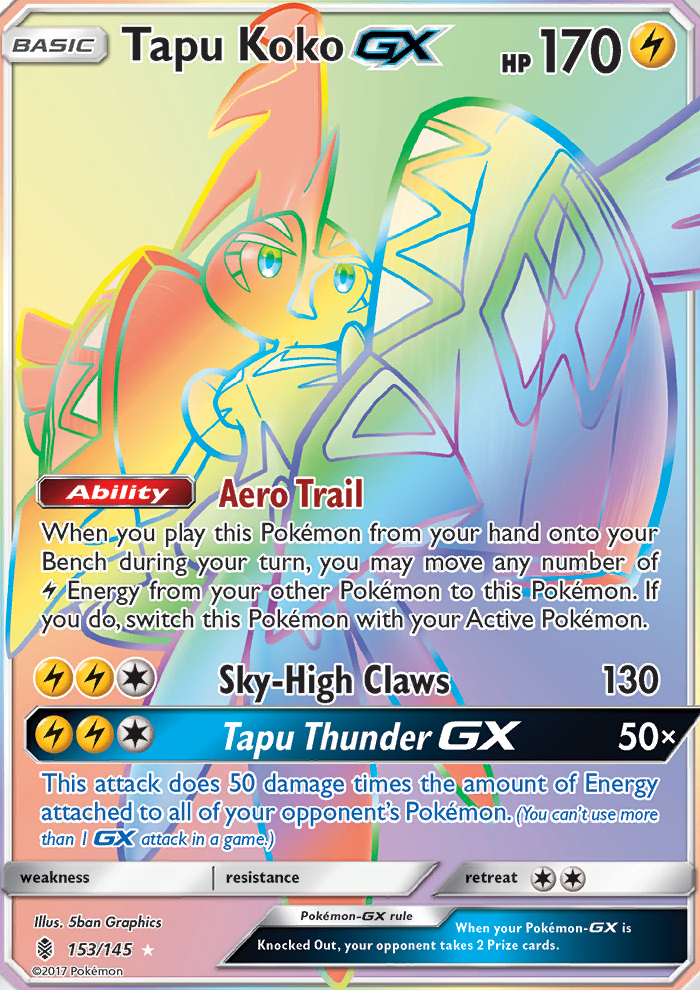 BASIC Tapu Koko GX HP 170
Ability Aero Trail
When you play this Pokémon from your hand onto your
Bench during your turn, you may move any number of
Energy from your other Pokémon to this Pokémon. If
you do, switch this Pokémon with your Active Pokémon.
Sky-High Claws 130
Tapu Thunder GX 50×
This attack does 50 damage times the amount of Energy
attached to all of your opponent's Pokémon. (You can't use more
than 1 GX attack in a game.)
weakness resistance retreat
Illus. 5ban Graphics
153/145
©2017 Pokémon
Pokémon-GX rule
When your Pokémon-GX is
Knocked Out, your opponent takes 2 Prize cards.